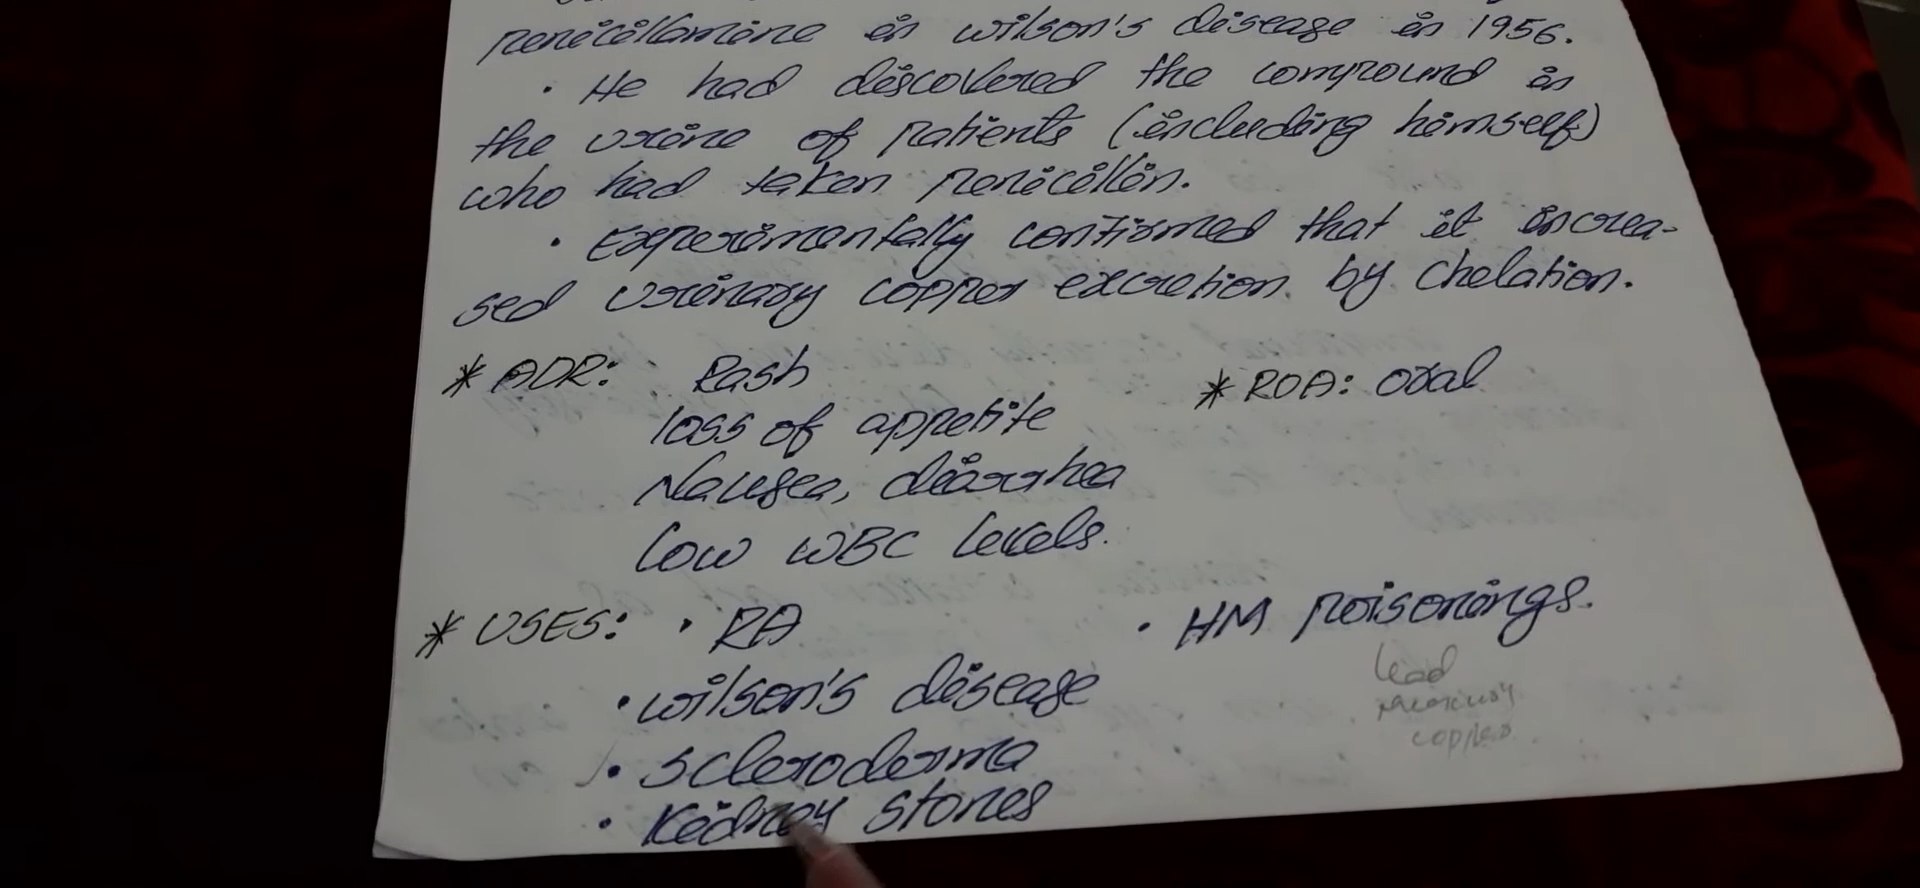 penicillamine in wilson's disease in 1956.
• He had discovered the compound in
the urine of patients (including himself)
who had taken penicillin.
• Experimentally confirmed that it increa-
sed urinary copper excretion. by chelation.
* ADR: Rash
loss of appetite
Nausea, diarrhea
Low WBC levels.
* ROA: oral
* USES: • RA
• wilson's disease
• scleroderma
• Kidney stones
• HM poisonings.
lead
mercury
copper